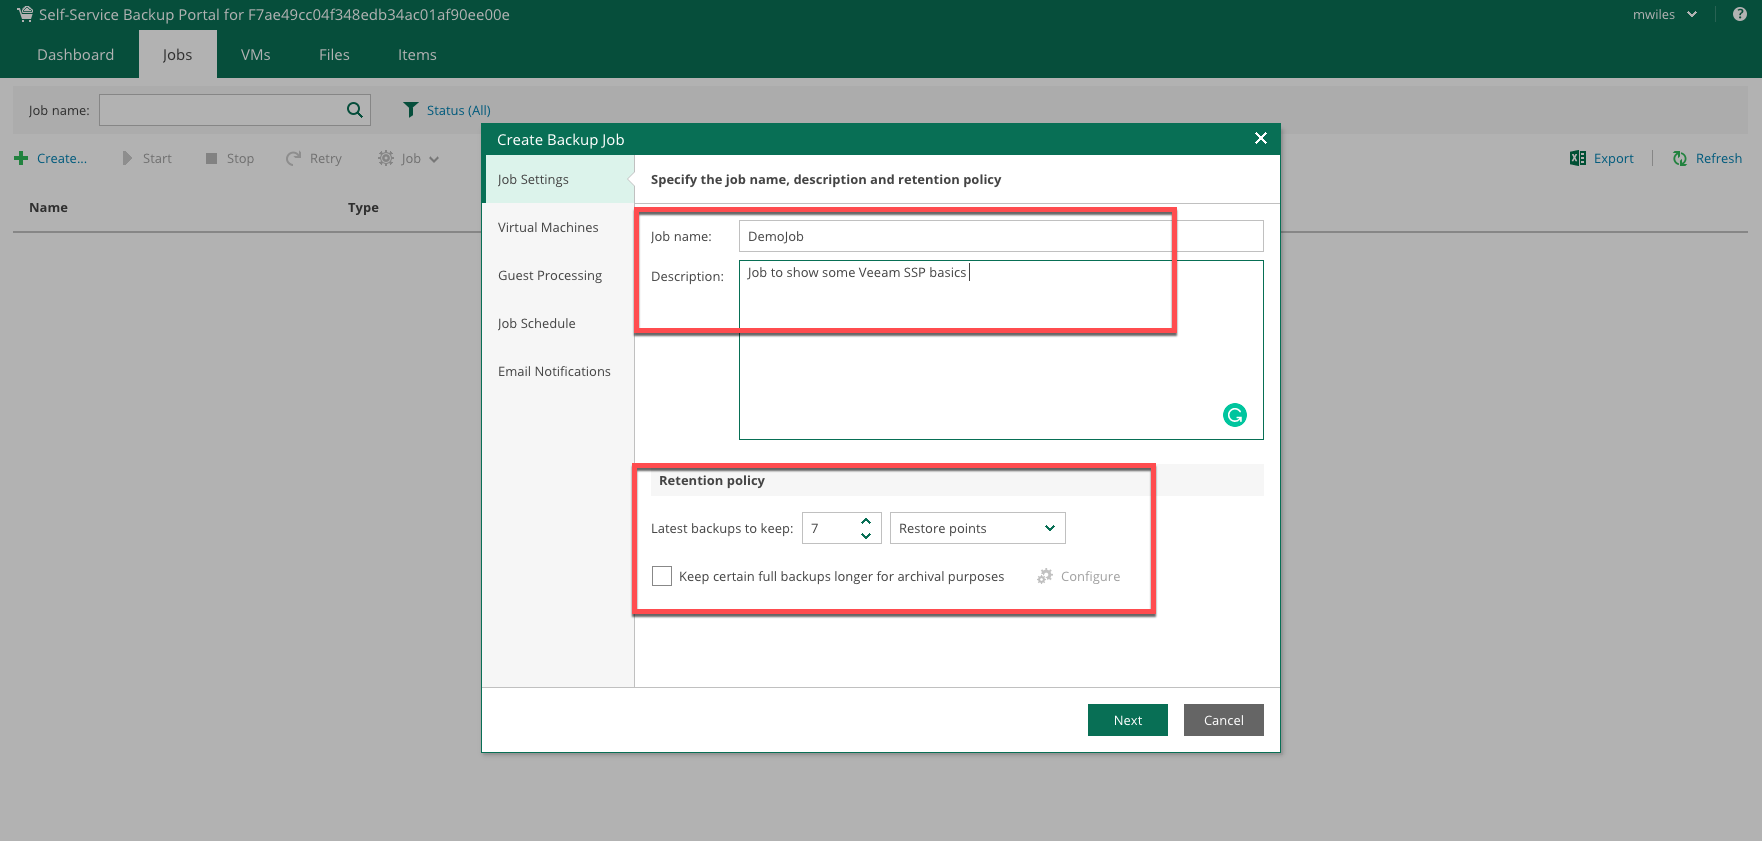 Self-Service Backup Portal for F7ae49cc04f348edb34ac01af90ee00e
mwiles
?
Dashboard Jobs VMs Files Items
Job name: Status (All)
Create... Start Stop Retry Job Export Refresh
Name Type
Create Backup Job
Job Settings
Virtual Machines
Guest Processing
Job Schedule
Email Notifications
Specify the job name, description and retention policy
Job name: DemoJob
Description: Job to show some Veeam SSP basics
Retention policy
Latest backups to keep: 7 Restore points
Keep certain full backups longer for archival purposes Configure
Next Cancel